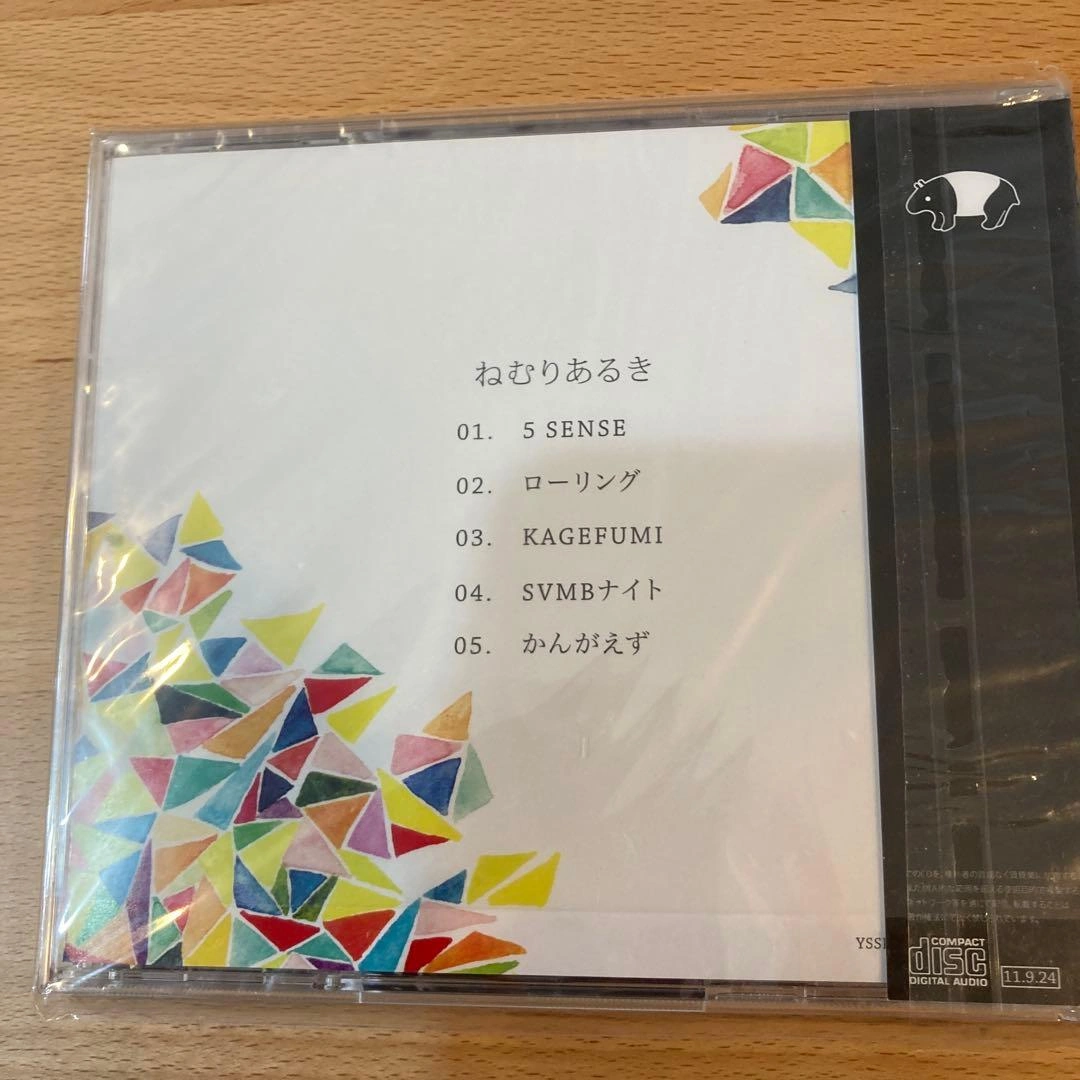 ねむりあるき
01. 5 SENSE
02. ローリング
03. KAGEFUMI
04. SVMBナイト
05. かんがえず
YSSI
COMPACT
disc
DIGITAL AUDIO
11.9.24